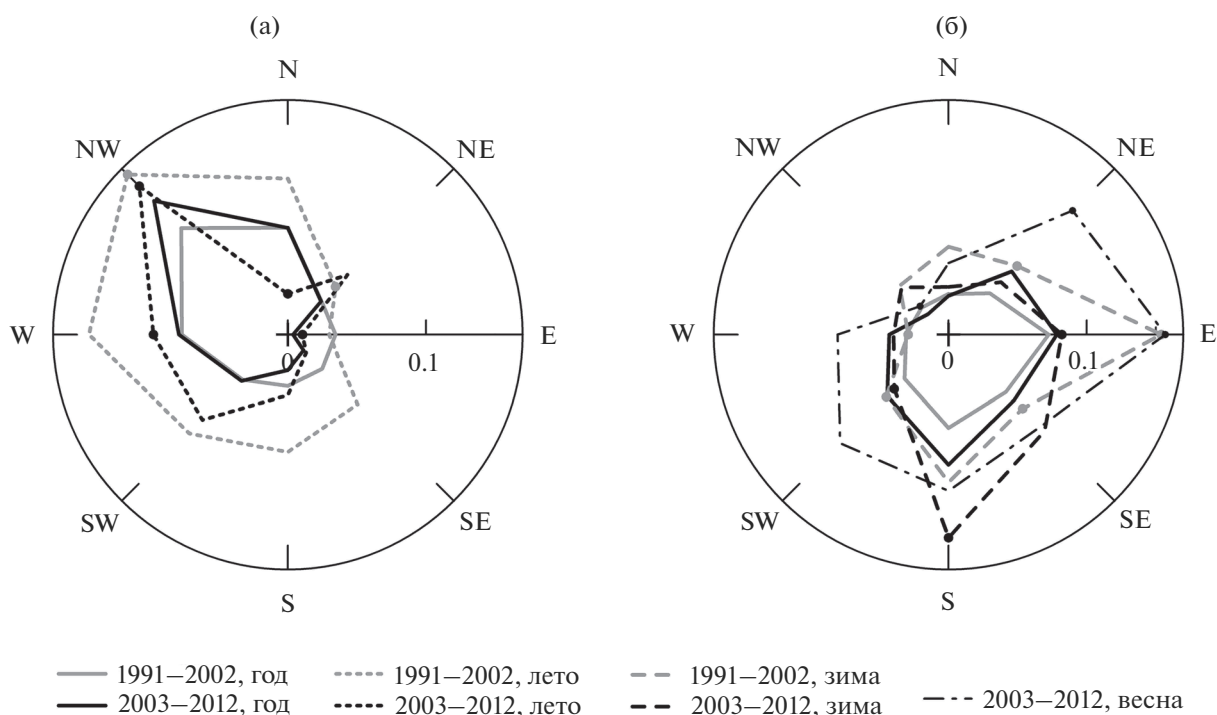 (а) (б)
N N
NW NE NW NE
W 0 0.1 E W 0 0.1 E
SW SE SW SE
S S
1991–2002, год 1991–2002, лето 1991–2002, зима
2003–2012, год 2003–2012, лето 2003–2012, зима 2003–2012, весна